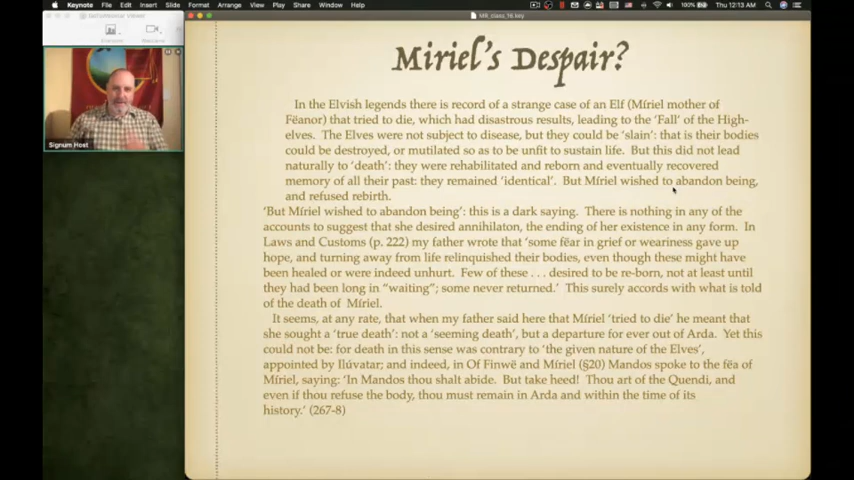 Keynote File Edit Insert Slide Format Arrange View Play Share Window Help
100% Thu 12:13 AM
MR_class_16.key
Signum Host
Míriel's Despair?
In the Elvish legends there is record of a strange case of an Elf (Míriel mother of
Fëanor) that tried to die, which had disastrous results, leading to the 'Fall' of the High-
elves. The Elves were not subject to disease, but they could be 'slain': that is their bodies
could be destroyed, or mutilated so as to be unfit to sustain life. But this did not lead
naturally to 'death': they were rehabilitated and reborn and eventually recovered
memory of all their past: they remained 'identical'. But Míriel wished to abandon being,
and refused rebirth.
'But Míriel wished to abandon being': this is a dark saying. There is nothing in any of the
accounts to suggest that she desired annihilaton, the ending of her existence in any form. In
Laws and Customs (p. 222) my father wrote that 'some fëar in grief or weariness gave up
hope, and turning away from life relinquished their bodies, even though these might have
been healed or were indeed unhurt. Few of these . . . desired to be re-born, not at least until
they had been long in "waiting"; some never returned.' This surely accords with what is told
of the death of Míriel.
It seems, at any rate, that when my father said here that Míriel 'tried to die' he meant that
she sought a 'true death': not a 'seeming death', but a departure for ever out of Arda. Yet this
could not be: for death in this sense was contrary to 'the given nature of the Elves',
appointed by Ilúvatar; and indeed, in Of Finwë and Míriel (§20) Mandos spoke to the fëa of
Míriel, saying: 'In Mandos thou shalt abide. But take heed! Thou art of the Quendi, and
even if thou refuse the body, thou must remain in Arda and within the time of its
history.' (267-8)